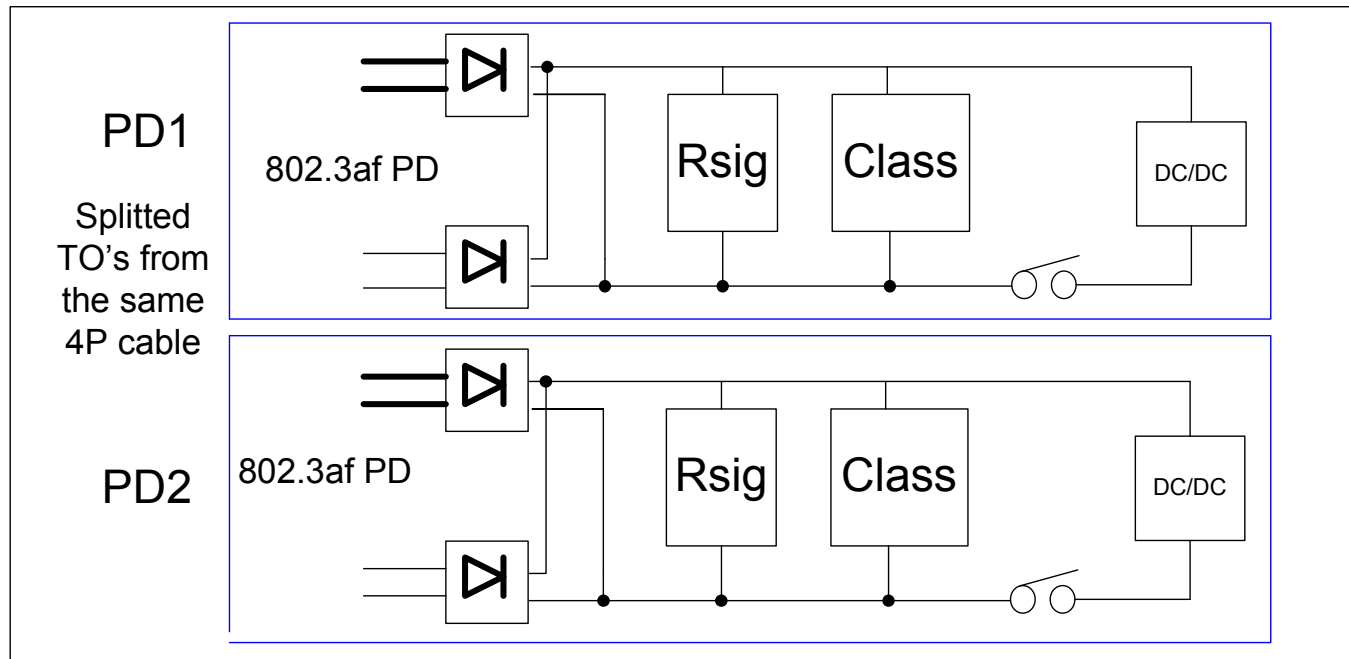 PD1
Splitted
TO's from
the same
4P cable
802.3af PD
Rsig
Class
DC/DC
PD2
802.3af PD
Rsig
Class
DC/DC